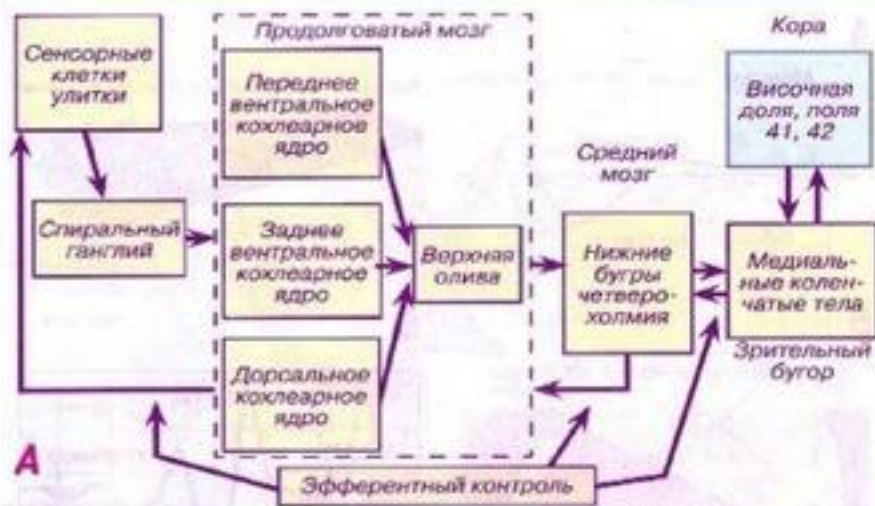 Сенсорные
клетки
улитки
Спиральный
ганглий
Продолговатый мозг
Переднее
вентральное
кохлеарное
ядро
Заднее
вентральное
кохлеарное
ядро
Дорсальное
кохлеарное
ядро
Верхняя
олива
Средний
мозг
Нижние
бугры
четверо-
холмия
Кора
Височная
доля, поля
41, 42
Медиаль-
ные колен-
чатые тела
Зрительный
бугор
А
Эфферентный контроль